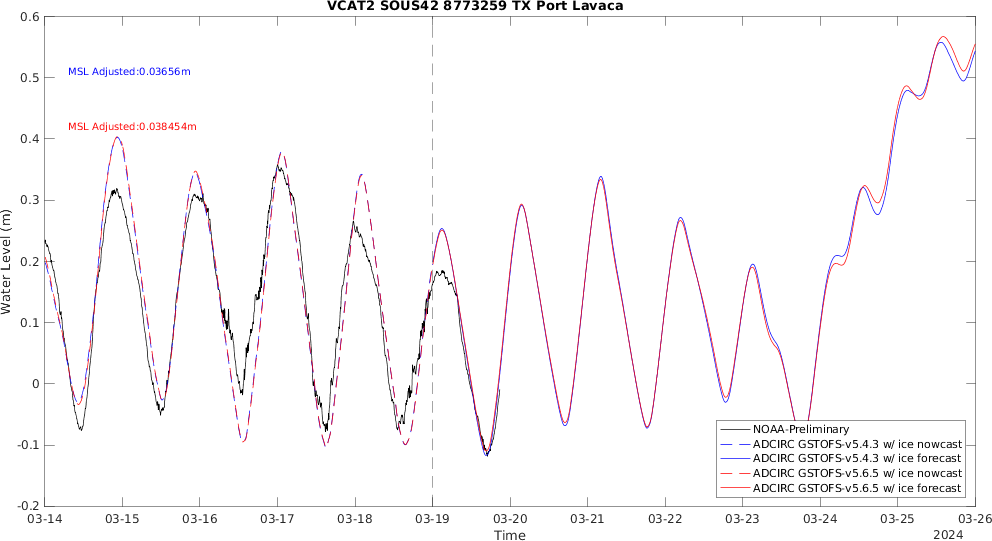 VCAT2 SOUS42 8773259 TX Port Lavaca
0.6
0.5
0.4
0.3
0.2
0.1
0
-0.1
-0.2
Water Level (m)
MSL Adjusted:0.03656m
MSL Adjusted:0.038454m
NOAA-Preliminary
ADCIRC GSTOFS-v5.4.3 w/ ice nowcast
ADCIRC GSTOFS-v5.4.3 w/ ice forecast
ADCIRC GSTOFS-v5.6.5 w/ ice nowcast
ADCIRC GSTOFS-v5.6.5 w/ ice forecast
03-14 03-15 03-16 03-17 03-18 03-19 03-20 03-21 03-22 03-23 03-24 03-25 03-26
Time
2024